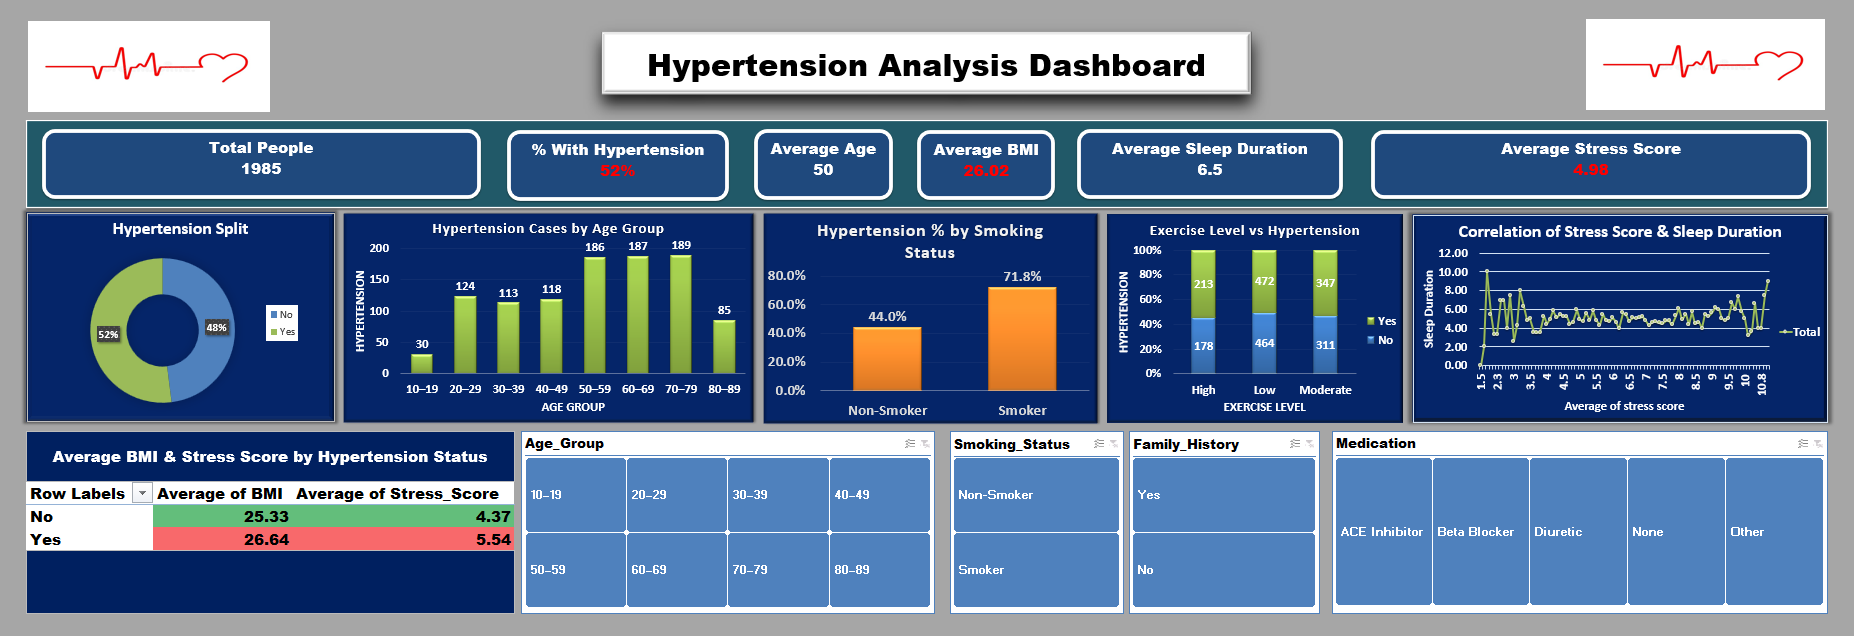 Hypertension Analysis Dashboard
Total People
1985
% With Hypertension
52%
Average Age
50
Average BMI
26.02
Average Sleep Duration
6.5
Average Stress Score
4.98
Hypertension Split
48%
52%
No
Yes
Hypertension Cases by Age Group
HYPERTENSION
200
150
100
50
0
30
124
113
118
186
187
189
85
10–19 20–29 30–39 40–49 50–59 60–69 70–79 80–89
AGE GROUP
Hypertension % by Smoking
Status
80.0%
60.0%
40.0%
20.0%
0.0%
44.0%
71.8%
Non-Smoker Smoker
Exercise Level vs Hypertension
HYPERTENSION
100%
80%
60%
40%
20%
0%
213 472 347
178 464 311
High Low Moderate
EXERCISE LEVEL
Yes
No
Correlation of Stress Score & Sleep Duration
Sleep Duration
12.00
10.00
8.00
6.00
4.00
2.00
0.00
Total
1.5 2.3 3 3.5 4 4.5 5 5.5 6 6.5 7 7.5 8 8.5 9 9.5 10 10.8
Average of stress score
Average BMI & Stress Score by Hypertension Status
Row Labels Average of BMI Average of Stress_Score
No 25.33 4.37
Yes 26.64 5.54
Age_Group
10–19 20–29 30–39 40–49
50–59 60–69 70–79 80–89
Smoking_Status
Non-Smoker
Smoker
Family_History
Yes
No
Medication
ACE Inhibitor Beta Blocker Diuretic None Other